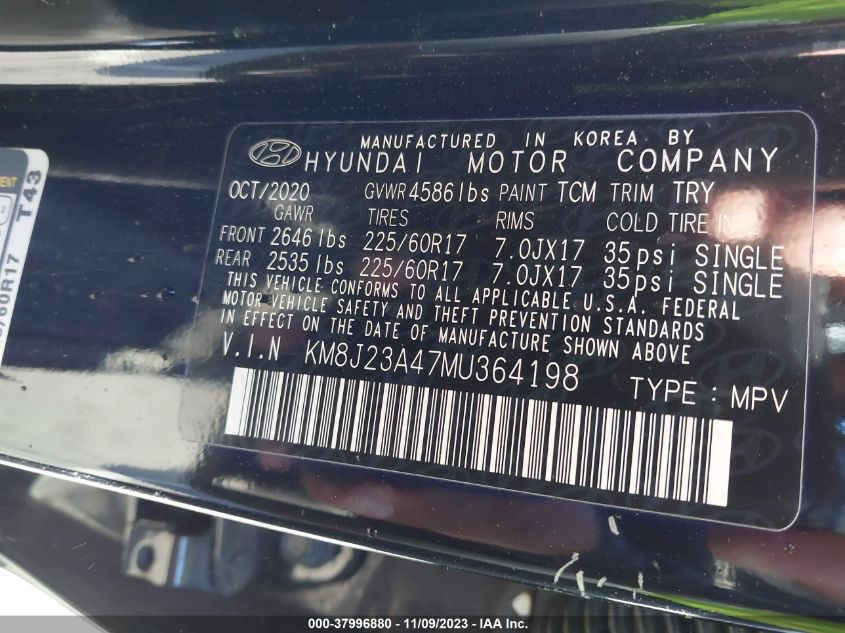 MANUFACTURED IN KOREA BY
HYUNDAI MOTOR COMPANY
OCT/2020 GVWR 4586 lbs PAINT TCM TRIM TRY
GAWR TIRES RIMS COLD TIRE INFL
FRONT 2646 lbs 225/60R17 7.0JX17 35psi SINGLE
REAR 2535 lbs 225/60R17 7.0JX17 35psi SINGLE
THIS VEHICLE CONFORMS TO ALL APPLICABLE U.S.A. FEDERAL
MOTOR VEHICLE SAFETY AND THEFT PREVENTION STANDARDS
IN EFFECT ON THE DATE OF MANUFACTURE SHOWN ABOVE
V.I.N KM8J23A47MU364198
TYPE : MPV
T43
000-37996880 - 11/09/2023 - © IAA, Inc.